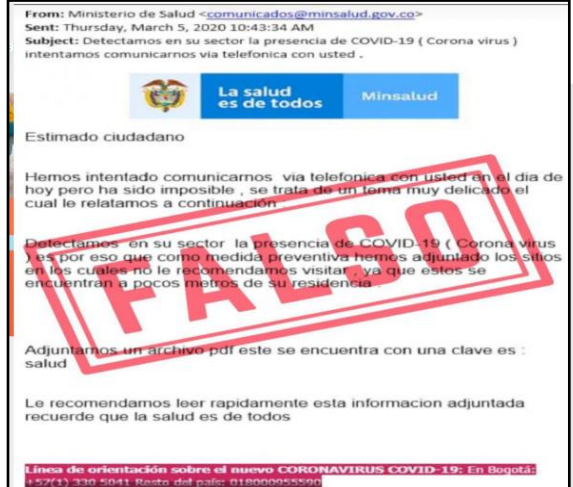 From: Ministerio de Salud <comunicados@minsalud.gov.co>
Sent: Thursday, March 5, 2020 10:43:34 AM
Subject: Detectamos en su sector la presencia de COVID-19 ( Corona virus )
intentamos comunicarnos via telefonica con usted .
La salud
es de todos
Minsalud
Estimado ciudadano
Hemos intentado comunicarnos via telefonica con usted en el dia de
hoy pero ha sido imposible , se trata de un tema muy delicado el
cual le relatamos a continuación :
Detectamos en su sector la presencia de COVID-19 ( Corona virus
) es por eso que como medida preventiva hemos adjuntado los sitios
en los cuales no le recomendamos visitar , ya que estos se
encuentran a pocos metros de su residencia
FALSO
Adjuntamos un archivo pdf este se encuentra con una clave es :
salud
Le recomendamos leer rapidamente esta informacion adjuntada
recuerde que la salud es de todos
Línea de orientación sobre el nuevo CORONAVIRUS COVID-19: En Bogotá:
+57(1) 330 5041 Resto del país: 018000955590